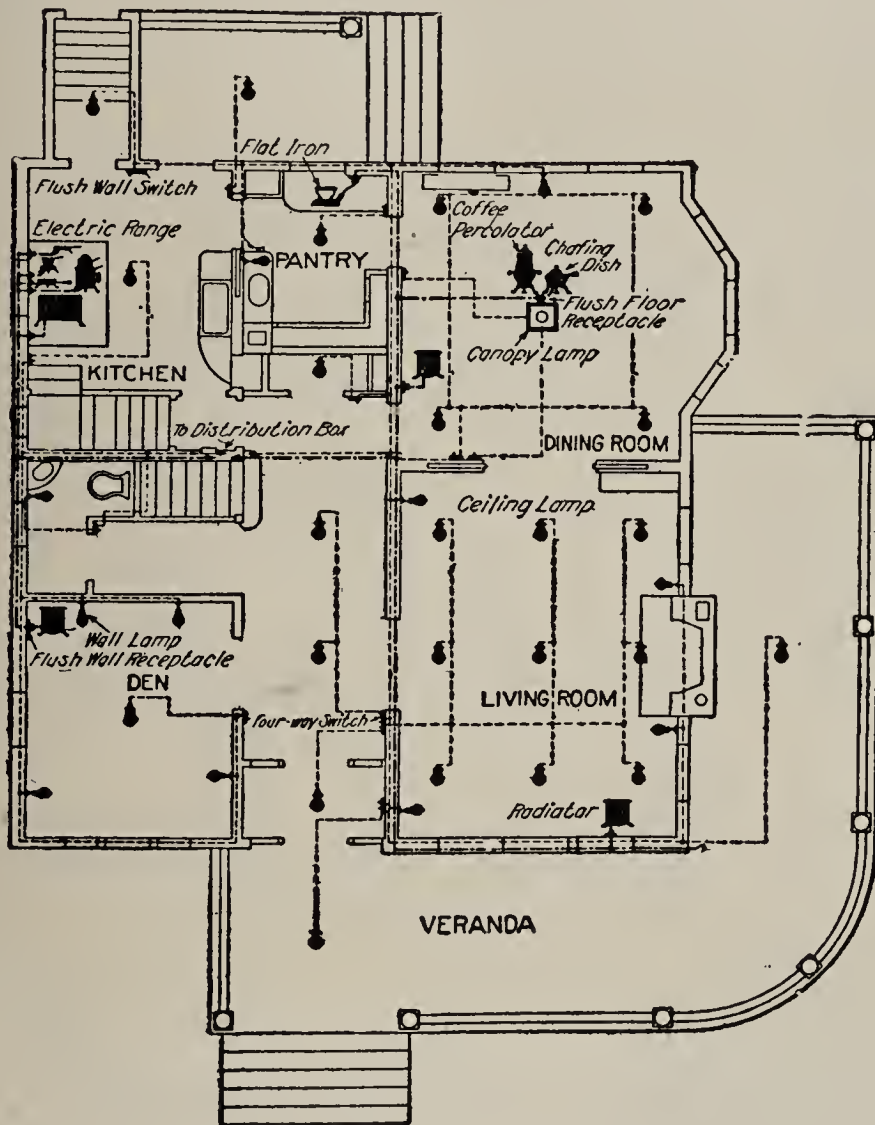 Flat Iron
Flush Wall Switch
Electric Range
Coffee
Percolator
Chafing
Dish
PANTRY
Flush Floor
Receptacle
Canopy Lamp
KITCHEN
To Distribution Box
DINING ROOM
Ceiling Lamp
Wall Lamp
Flush Wall Receptacle
DEN
LIVING ROOM
Four-way Switch
Radiator
VERANDA